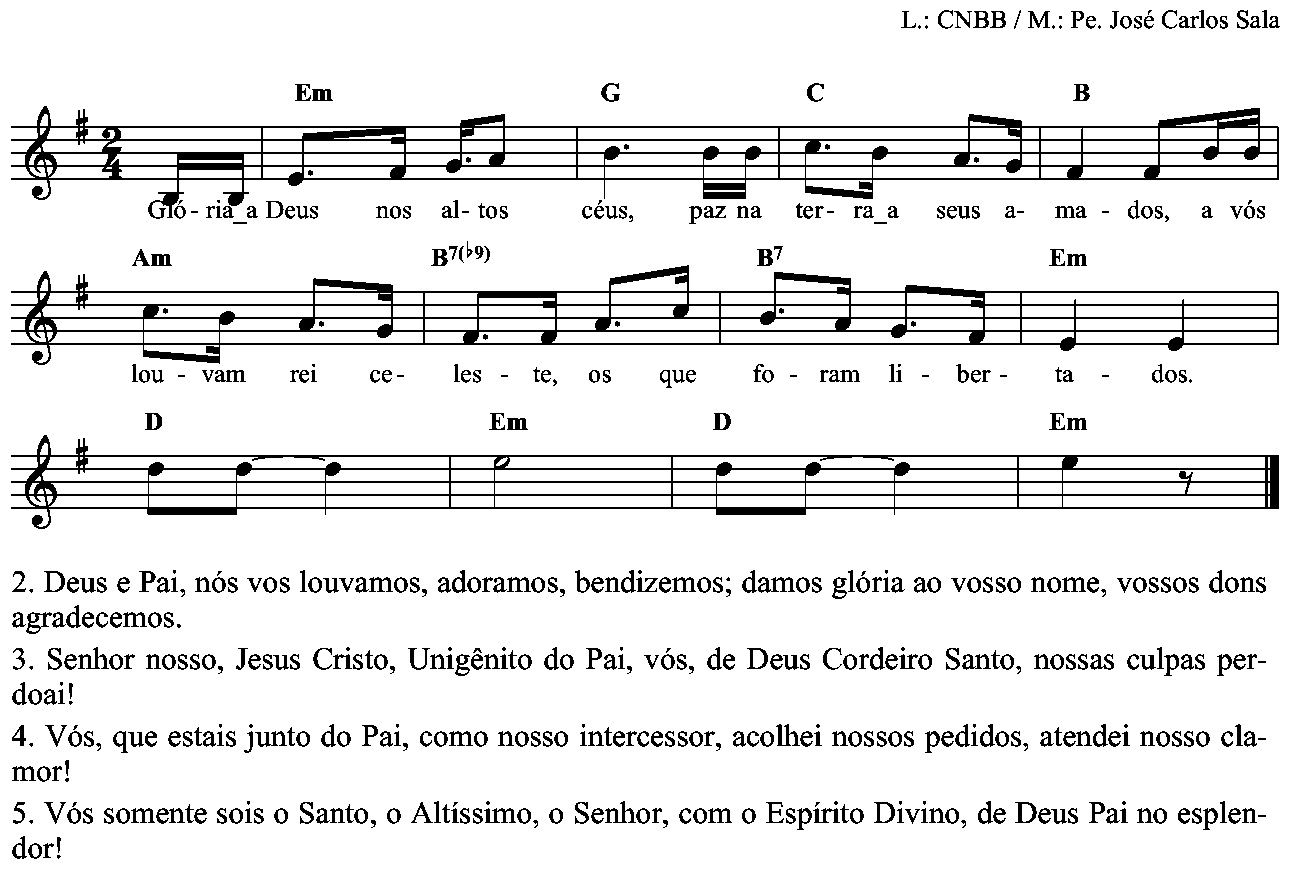 L.: CNBB / M.: Pe. José Carlos Sala
Em G C B
2
4
Gló - ria_a Deus nos al- tos céus, paz na ter- ra_a seus a- ma - dos, a vós
Am B7(♭9) B7 Em
lou - vam rei ce- les - te, os que fo - ram li - ber - ta - dos.
D Em D Em
2. Deus e Pai, nós vos louvamos, adoramos, bendizemos; damos glória ao vosso nome, vossos dons
agradecemos.
3. Senhor nosso, Jesus Cristo, Unigênito do Pai, vós, de Deus Cordeiro Santo, nossas culpas per-
doai!
4. Vós, que estais junto do Pai, como nosso intercessor, acolhei nossos pedidos, atendei nosso cla-
mor!
5. Vós somente sois o Santo, o Altíssimo, o Senhor, com o Espírito Divino, de Deus Pai no esplen-
dor!